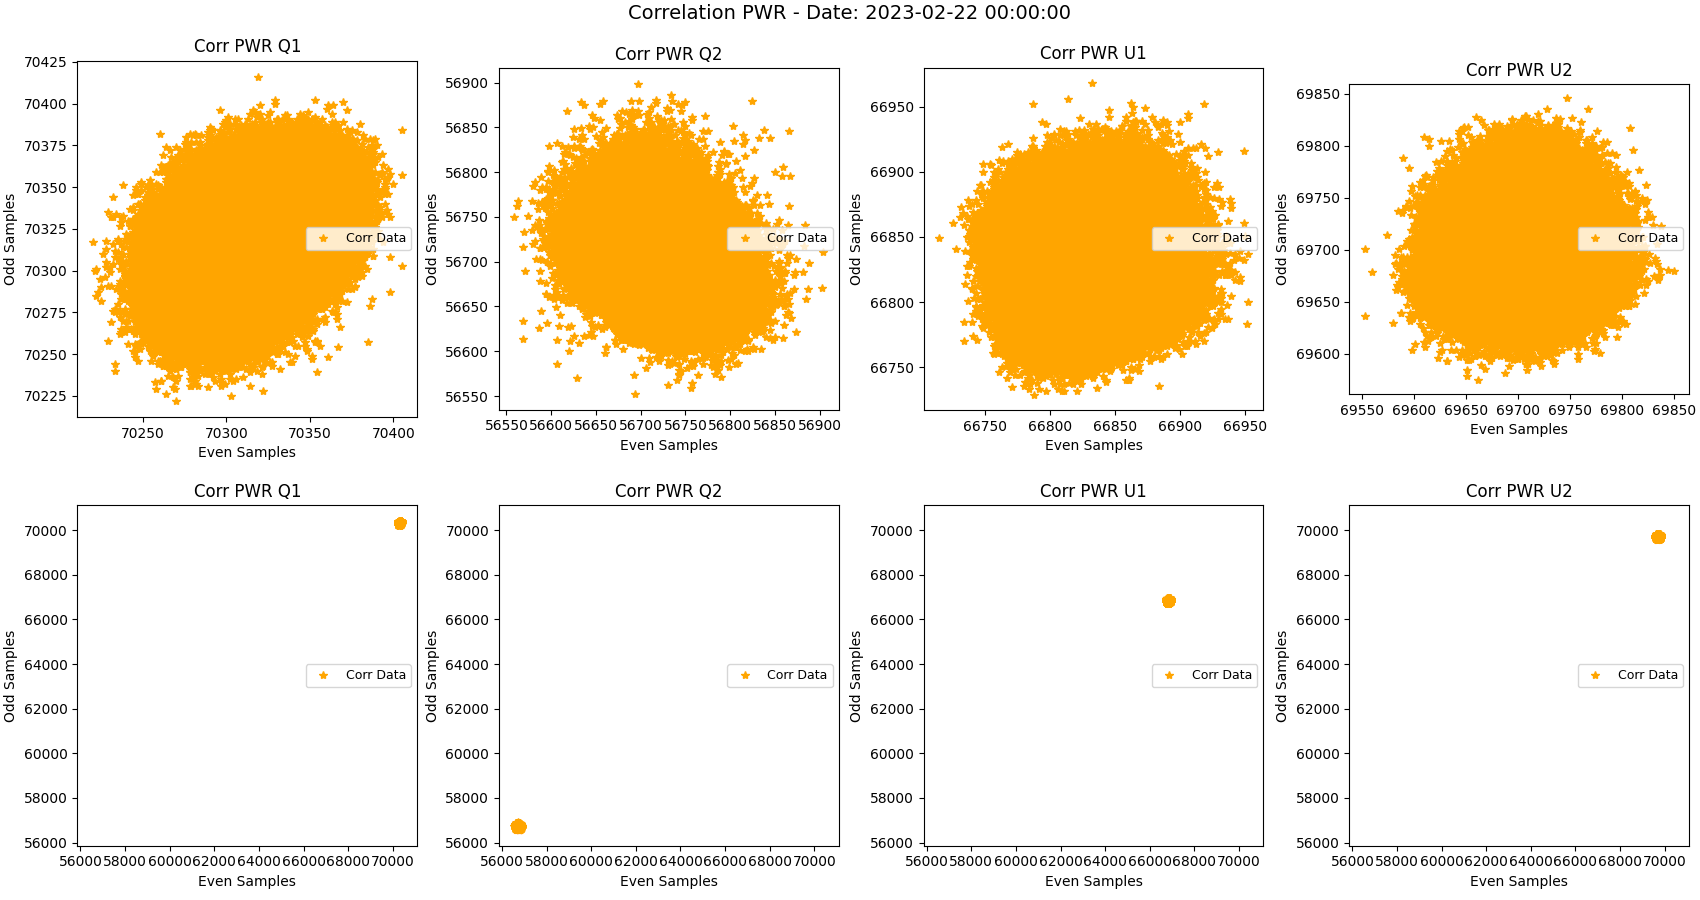 Correlation PWR - Date: 2023-02-22 00:00:00
Corr PWR Q1
70425
70400
70375
70350
70325
70300
70275
70250
70225
Odd Samples
Corr Data
70250 70300 70350 70400
Even Samples
Corr PWR Q2
56900
56850
56800
56750
56700
56650
56600
56550
Odd Samples
Corr Data
56550 56600 56650 56700 56750 56800 56850 56900
Even Samples
Corr PWR U1
66950
66900
66850
66800
66750
Odd Samples
Corr Data
66750 66800 66850 66900 66950
Even Samples
Corr PWR U2
69850
69800
69750
69700
69650
69600
Odd Samples
Corr Data
69550 69600 69650 69700 69750 69800 69850
Even Samples
Corr PWR Q1
70000
68000
66000
64000
62000
60000
58000
56000
Odd Samples
Corr Data
56000 58000 60000 62000 64000 66000 68000 70000
Even Samples
Corr PWR Q2
70000
68000
66000
64000
62000
60000
58000
56000
Odd Samples
Corr Data
56000 58000 60000 62000 64000 66000 68000 70000
Even Samples
Corr PWR U1
70000
68000
66000
64000
62000
60000
58000
56000
Odd Samples
Corr Data
56000 58000 60000 62000 64000 66000 68000 70000
Even Samples
Corr PWR U2
70000
68000
66000
64000
62000
60000
58000
56000
Odd Samples
Corr Data
56000 58000 60000 62000 64000 66000 68000 70000
Even Samples